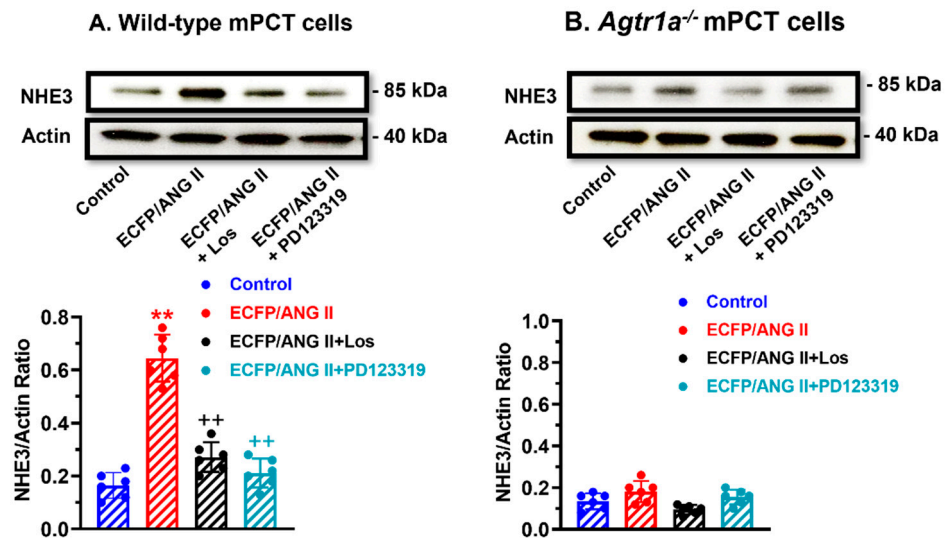 A. Wild-type mPCT cells
NHE3
- 85 kDa
Actin
- 40 kDa
Control
ECFP/ANG II
ECFP/ANG II
+ Los
ECFP/ANG II
+ PD123319
Control
ECFP/ANG II
ECFP/ANG II+Los
ECFP/ANG II+PD123319
NHE3/Actin Ratio
0.8
0.6
0.4
0.2
0.0
**
++
++
B. Agtr1a-/- mPCT cells
NHE3
- 85 kDa
Actin
- 40 kDa
Control
ECFP/ANG II
ECFP/ANG II
+ Los
ECFP/ANG II
+ PD123319
Control
ECFP/ANG II
ECFP/ANG II+Los
ECFP/ANG II+PD123319
NHE3/Actin Ratio
1.0
0.8
0.6
0.4
0.2
0.0